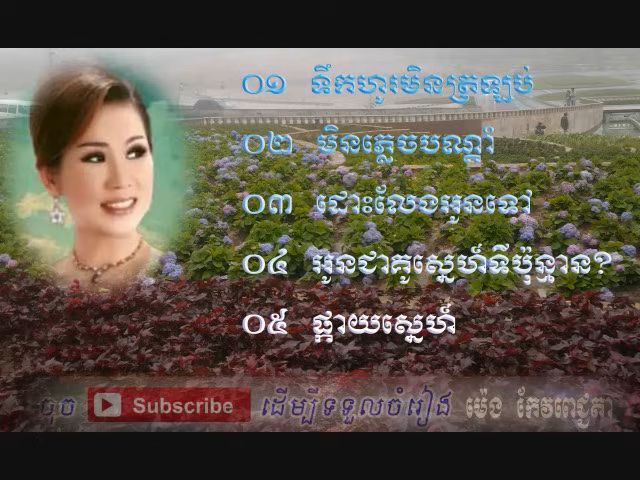 ០១ ទឹកហូរមិនត្រឡប់
០២ មិនភ្លេចបណ្ដាំ
០៣ ដោះលែងអូនទៅ
០៤ អូនជាគូស្នេហ៍ទីប៉ុន្មាន?
០៥ ផ្កាយស្នេហ៍
ចុច Subscribe ដើម្បីទទួលចំរៀង ម៉េង កែវពេជ្ជតា